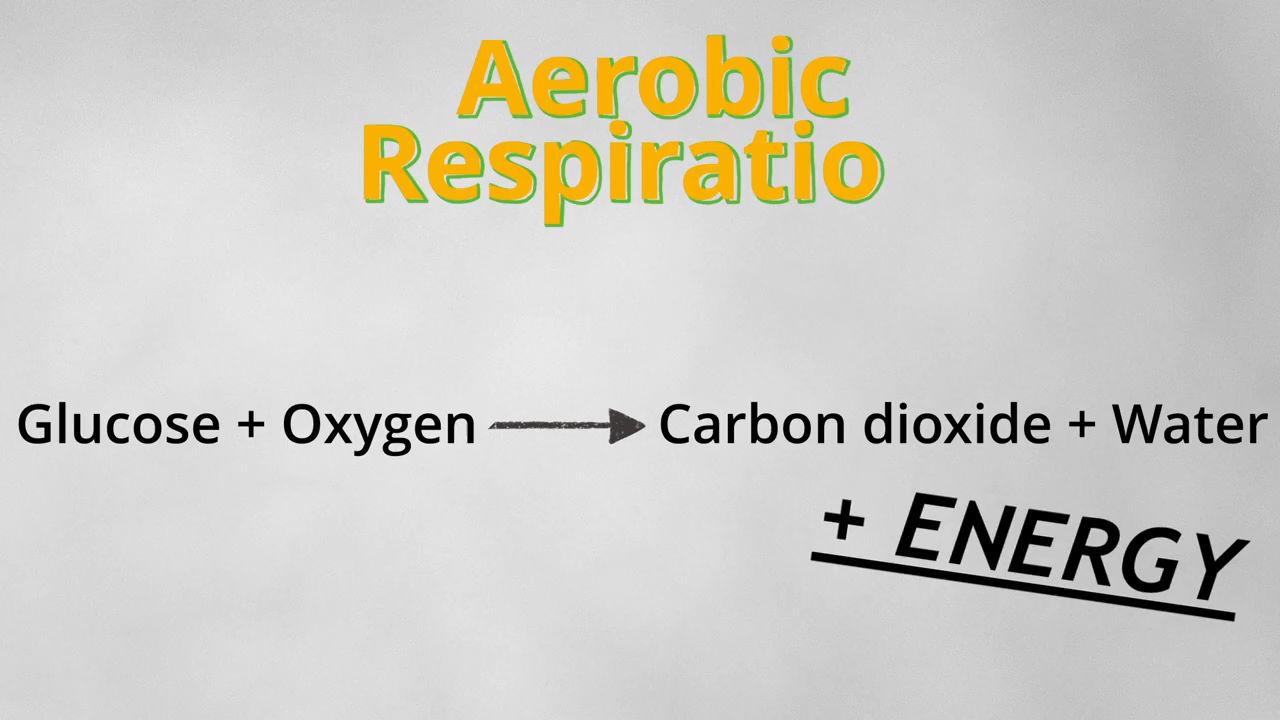 Aerobic
Respiratio
Glucose + Oxygen → Carbon dioxide + Water
+ ENERGY